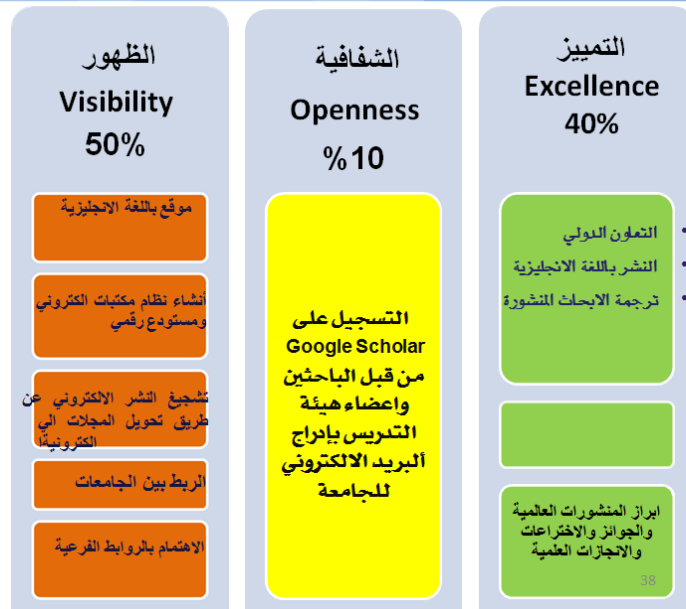 التمييز
Excellence
40%
التعاون الدولي
النشر باللغة الانجليزية
ترجمة الابحاث المنشورة
ابراز المنشورات العالمية
والجوائز والاختراعات
والانجازات العلمية
الشفافية
Openness
%10
التسجيل على
Google Scholar
من قبل الباحثين
واعضاء هيئة
التدريس بإدراج
ألبريد الالكتروني
للجامعة
الظهور
Visibility
50%
موقع باللغة الانجليزية
أنشاء نظام مكتبات الكتروني
ومستودع رقمي
تشجيغ النشر الالكتروني عن
طريق تحويل المجلات الي
الكترونية!
الربط بين الجامعات
الاهتمام بالروابط الفرعية
38